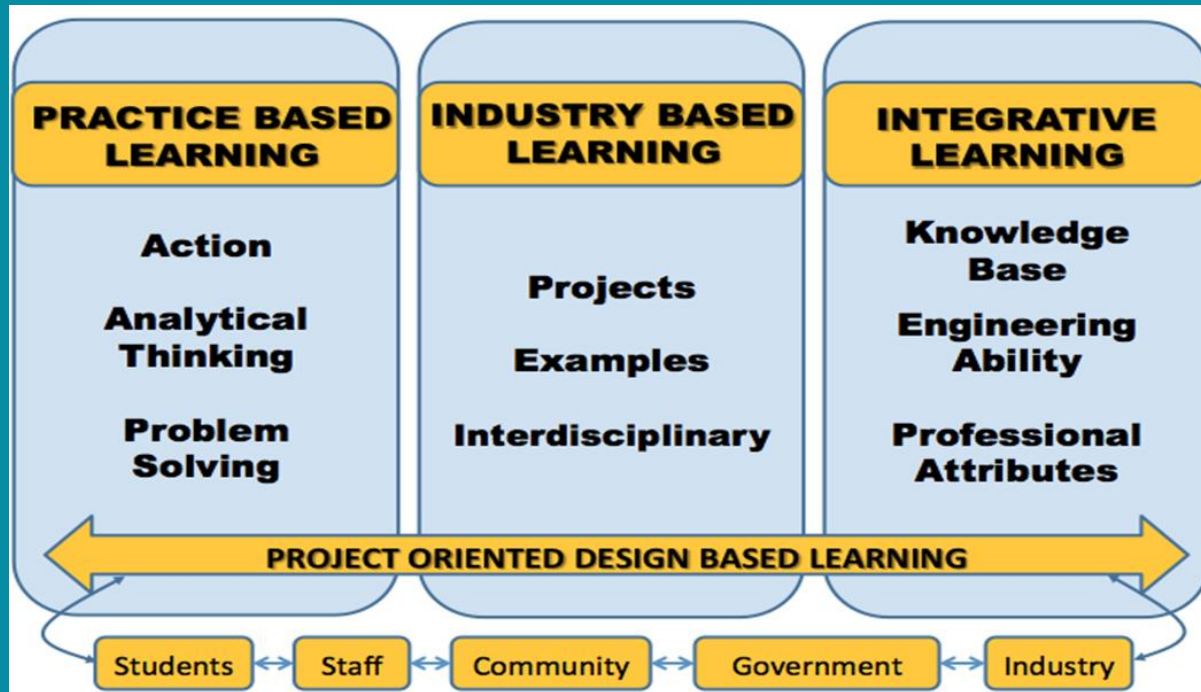 PRACTICE BASED
LEARNING
Action
Analytical
Thinking
Problem
Solving
INDUSTRY BASED
LEARNING
Projects
Examples
Interdisciplinary
INTEGRATIVE
LEARNING
Knowledge
Base
Engineering
Ability
Professional
Attributes
PROJECT ORIENTED DESIGN BASED LEARNING
Students
Staff
Community
Government
Industry